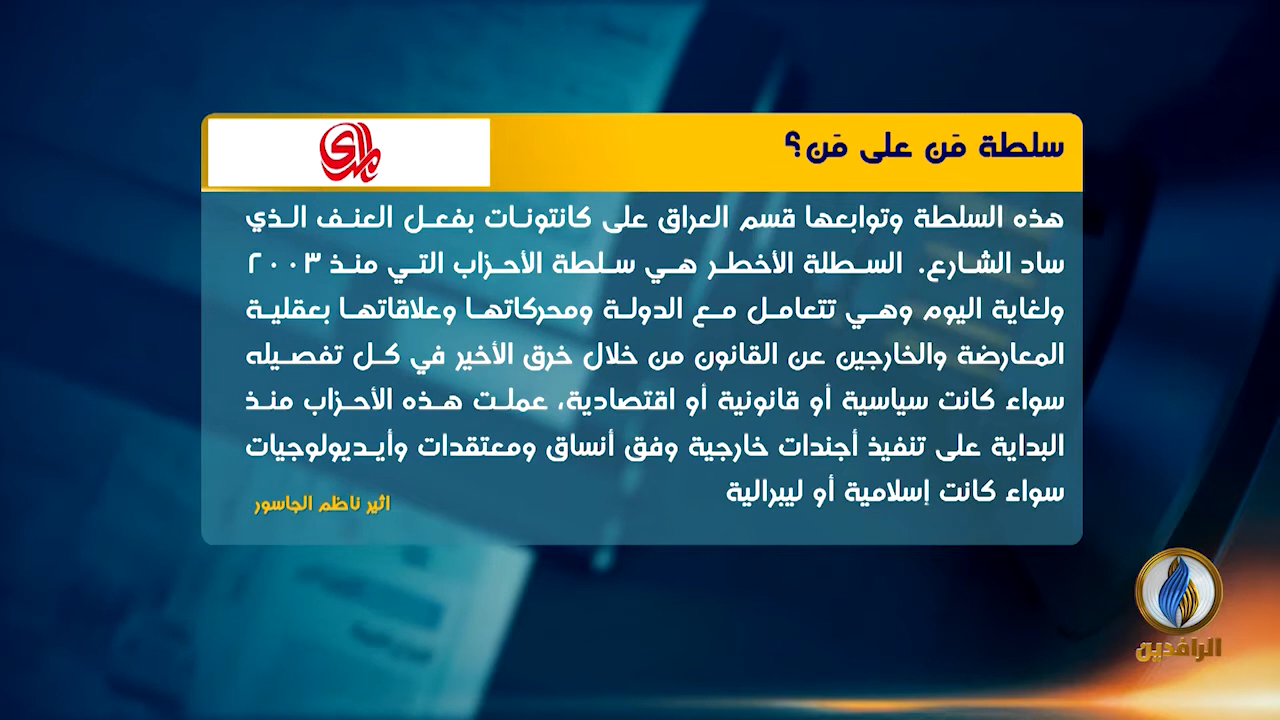 المدى
سلطة مَن على مَن؟
هذه السلطة وتوابعها قسم العراق على كانتونات بفعل العنف الذي
ساد الشارع. السطلة الأخطر هي سلطة الأحزاب التي منذ ٢٠٠٣
ولغاية اليوم وهي تتعامل مع الدولة ومحركاتها وعلاقاتها بعقلية
المعارضة والخارجين عن القانون من خلال خرق الأخير في كل تفصيله
سواء كانت سياسية أو قانونية أو اقتصادية، عملت هذه الأحزاب منذ
البداية على تنفيذ أجندات خارجية وفق أنساق ومعتقدات وأيديولوجيات
سواء كانت إسلامية أو ليبرالية
اثير ناظم الجاسور
الرافدين